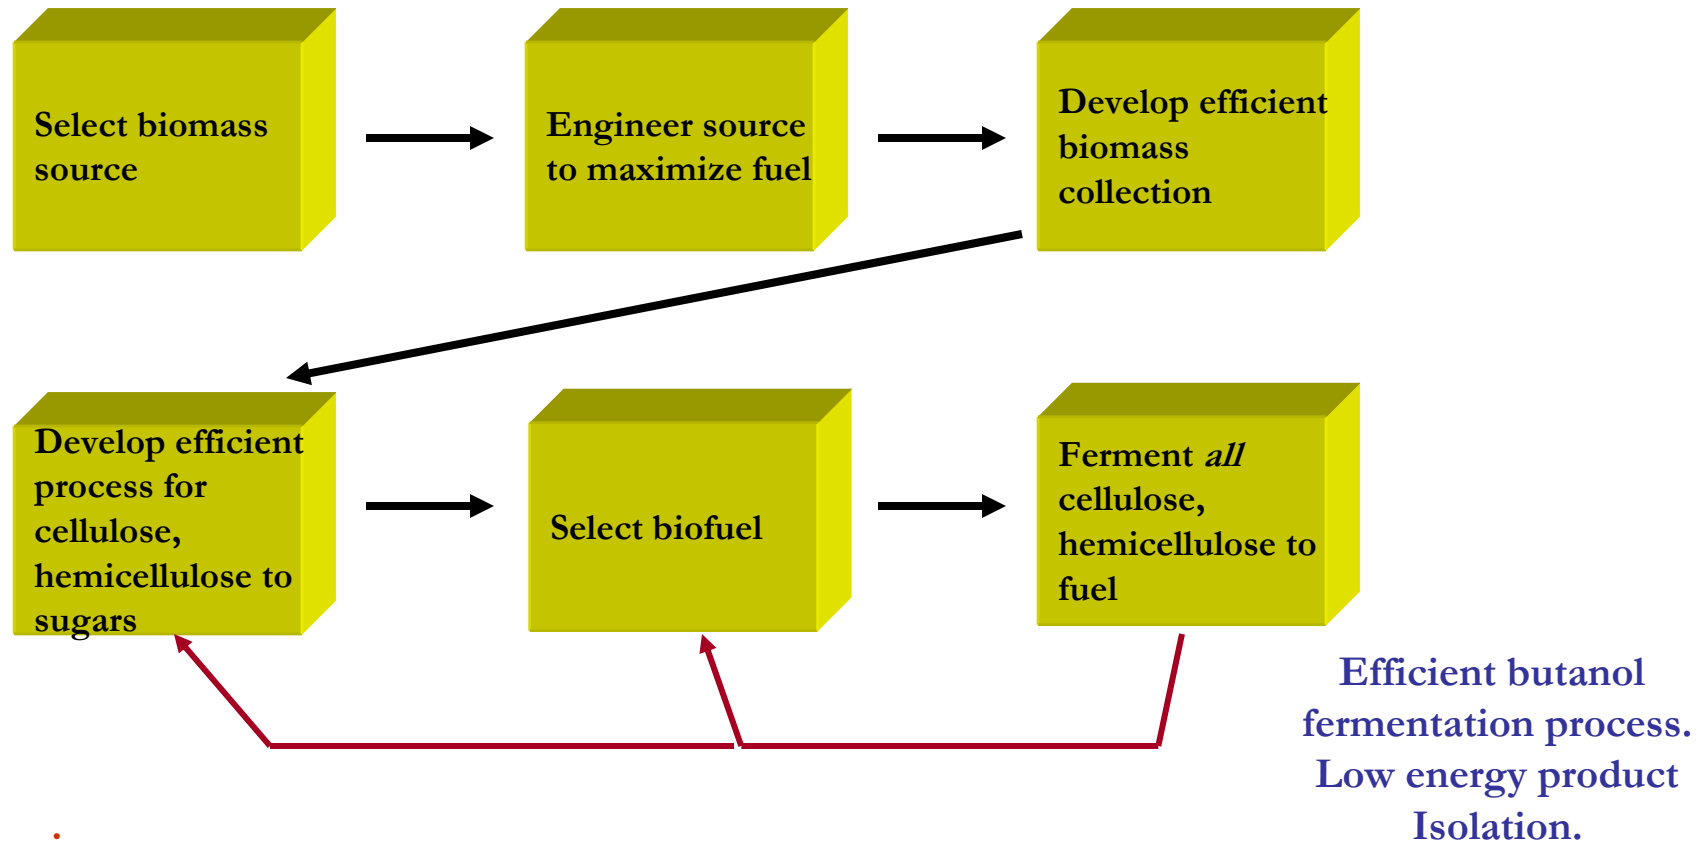 Select biomass
source
Engineer source
to maximize fuel
Develop efficient
biomass
collection
Develop efficient
process for
cellulose,
hemicellulose to
sugars
Select biofuel
Ferment all
cellulose,
hemicellulose to
fuel
Efficient butanol
fermentation process.
Low energy product
Isolation.
.